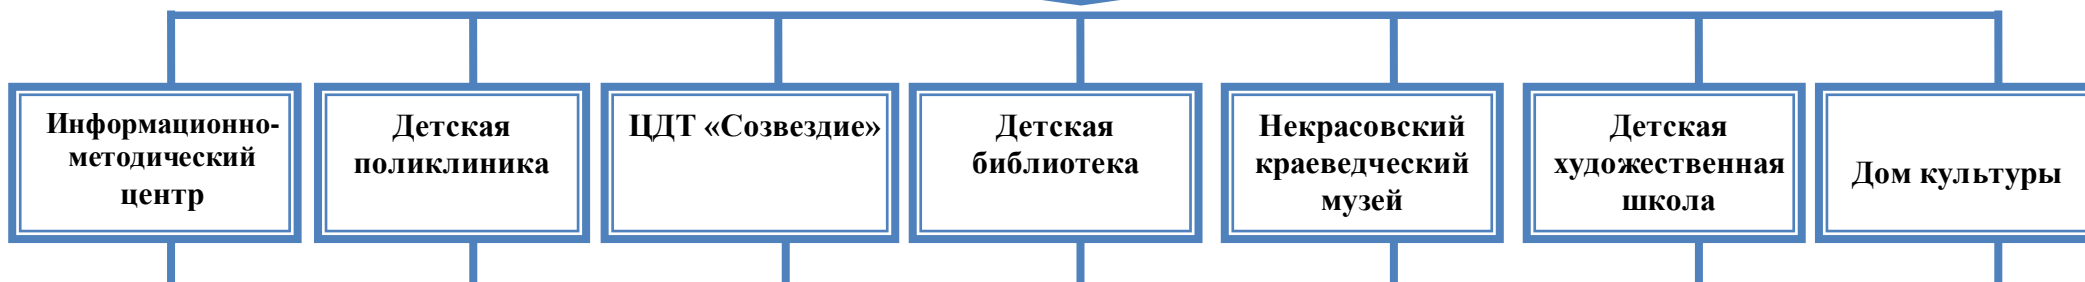 Информационно-
методический
центр
Детская
поликлиника
ЦДТ «Созвездие»
Детская
библиотека
Некрасовский
краеведческий
музей
Детская
художественная
школа
Дом культуры